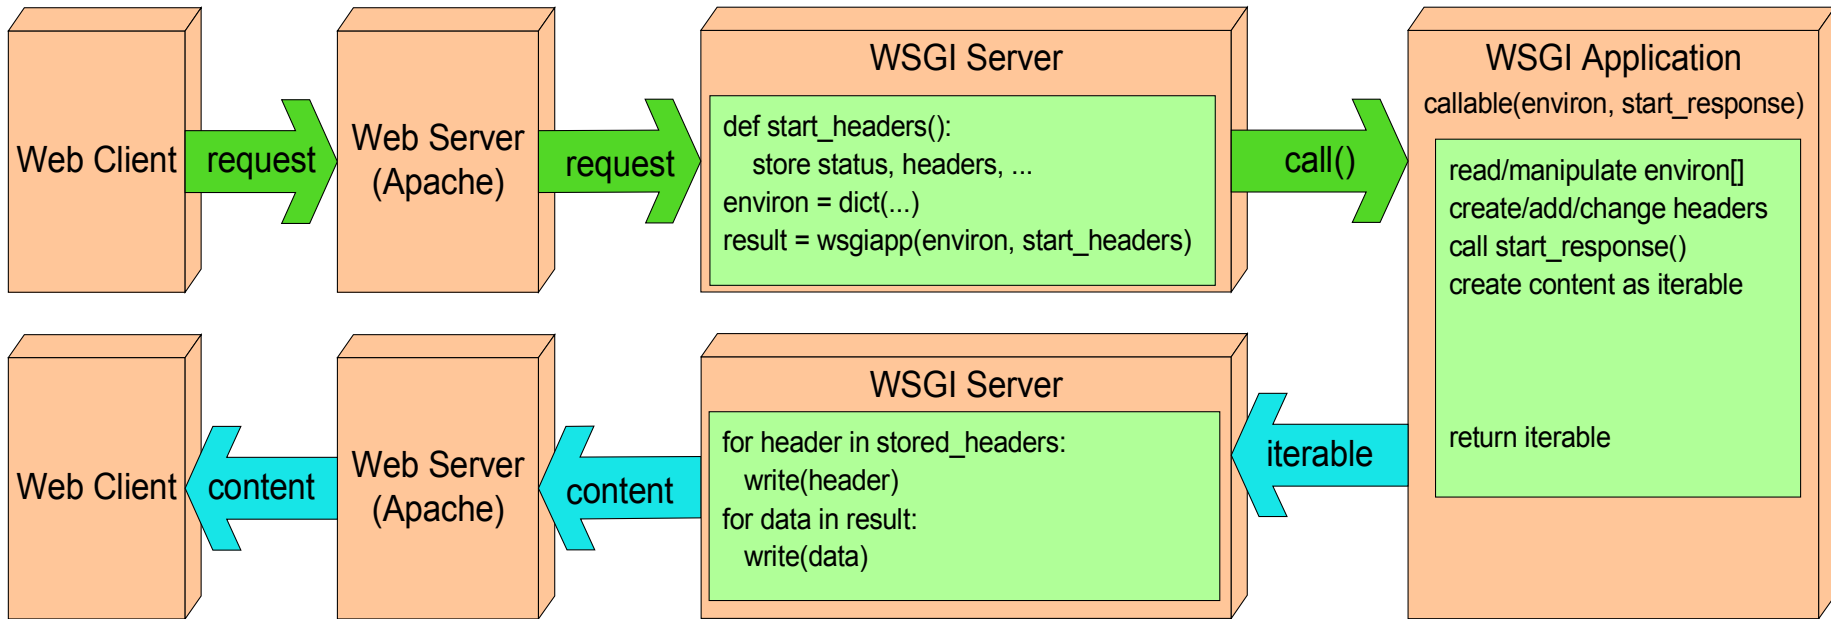 Web Client
request
Web Server
(Apache)
request
WSGI Server
def start_headers():
store status, headers, ...
environ = dict(...)
result = wsgiapp(environ, start_headers)
call()
WSGI Application
callable(environ, start_response)
read/manipulate environ[]
create/add/change headers
call start_response()
create content as iterable
return iterable
Web Client
content
Web Server
(Apache)
content
WSGI Server
for header in stored_headers:
write(header)
for data in result:
write(data)
iterable